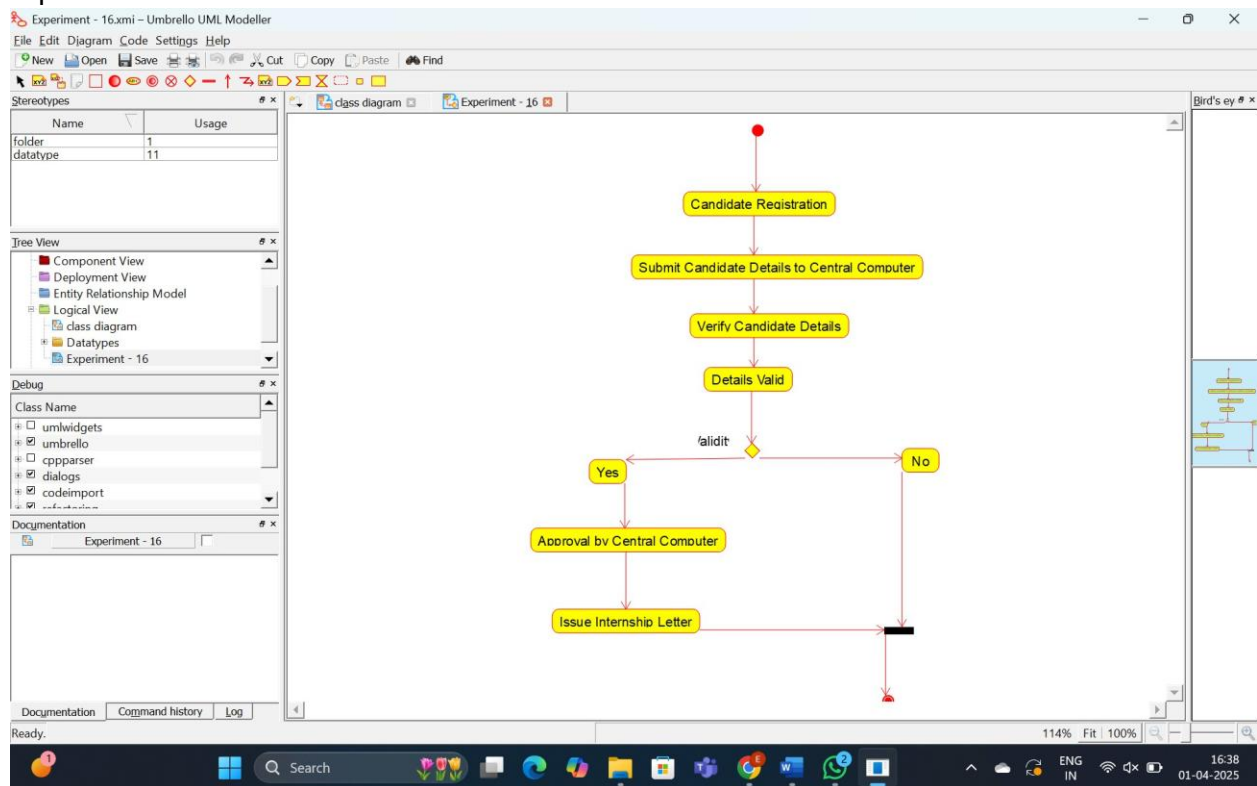 Experiment - 16.xmi – Umbrello UML Modeller
File Edit Diagram Code Settings Help
New Open Save Cut Copy Paste Find
Stereotypes
Name Usage
folder 1
datatype 11
Tree View
Component View
Deployment View
Entity Relationship Model
Logical View
class diagram
Datatypes
Experiment - 16
Debug
Class Name
umlwidgets
umbrello
cppparser
dialogs
codeimport
Documentation
Experiment - 16
Documentation Command history Log
Ready.
class diagram Experiment - 16
Candidate Registration
Submit Candidate Details to Central Computer
Verify Candidate Details
Details Valid
alidit
Yes
No
Approval by Central Computer
Issue Internship Letter
Bird's ey
114% Fit 100%
1
Search
ENG
IN
16:38
01-04-2025